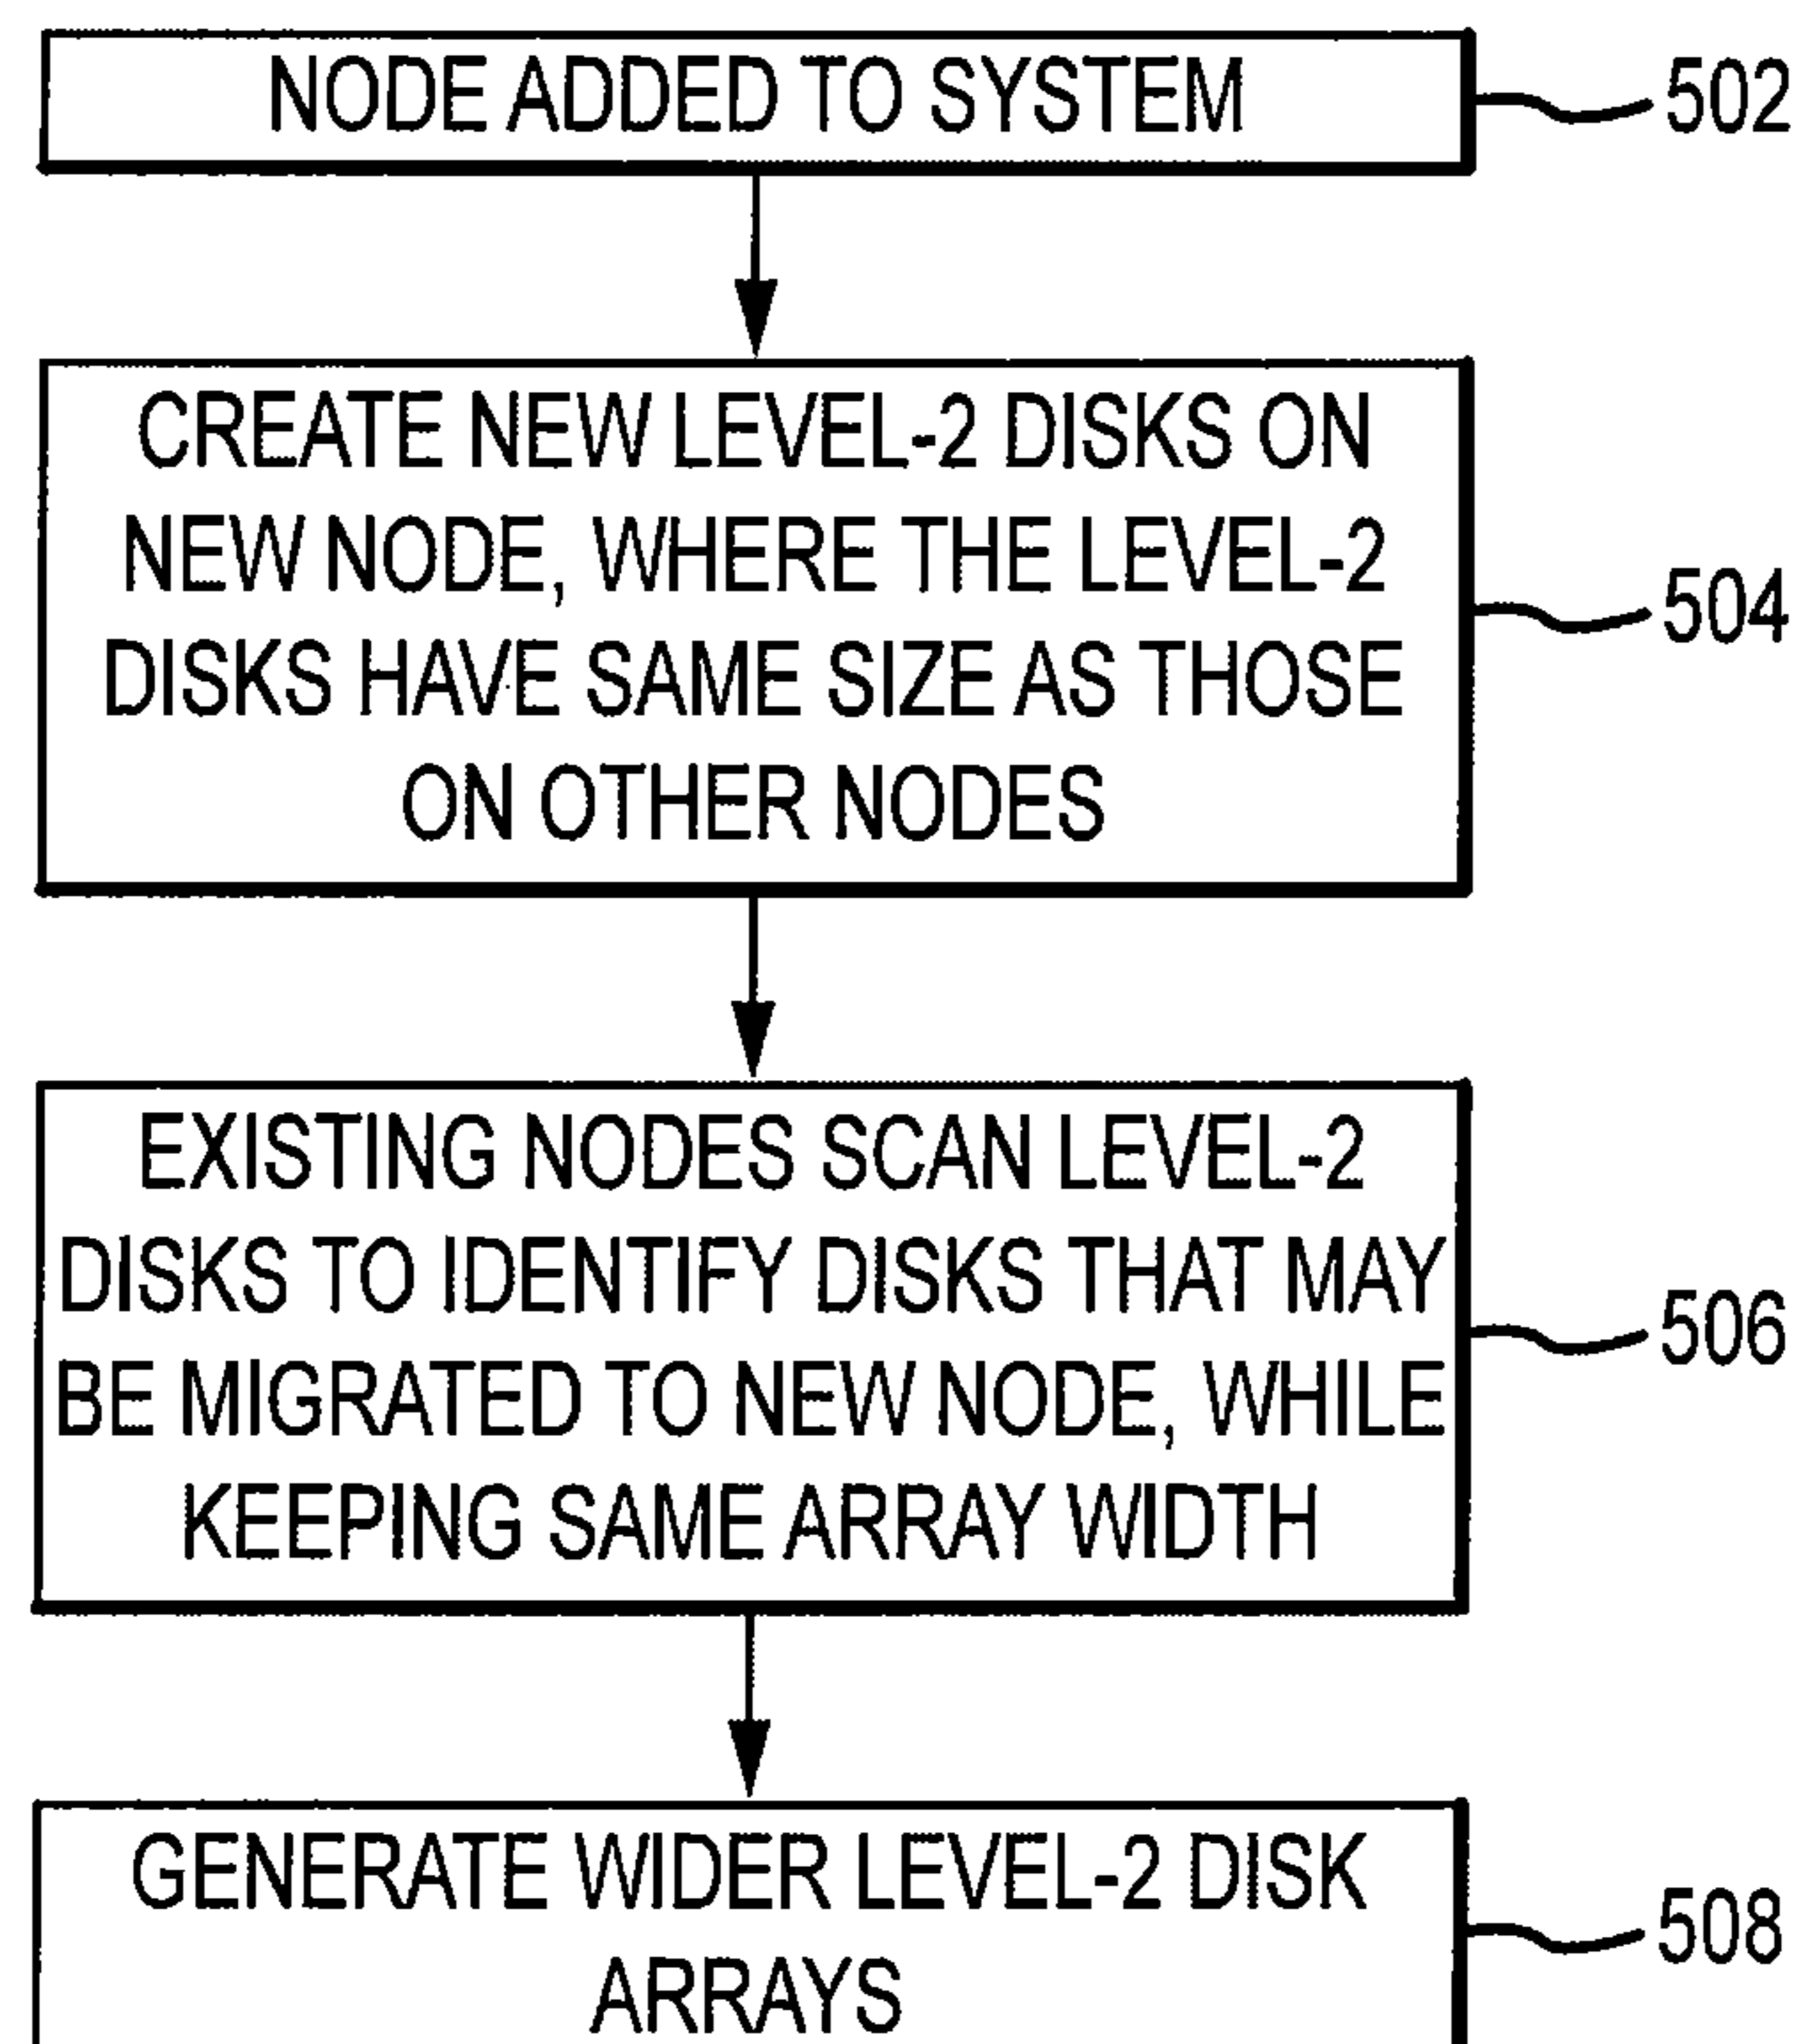 NODE ADDED TO SYSTEM
502
CREATE NEW LEVEL-2 DISKS ON
NEW NODE, WHERE THE LEVEL-2
DISKS HAVE SAME SIZE AS THOSE
ON OTHER NODES
504
EXISTING NODES SCAN LEVEL-2
DISKS TO IDENTIFY DISKS THAT MAY
BE MIGRATED TO NEW NODE, WHILE
KEEPING SAME ARRAY WIDTH
506
GENERATE WIDER LEVEL-2 DISK
ARRAYS
508